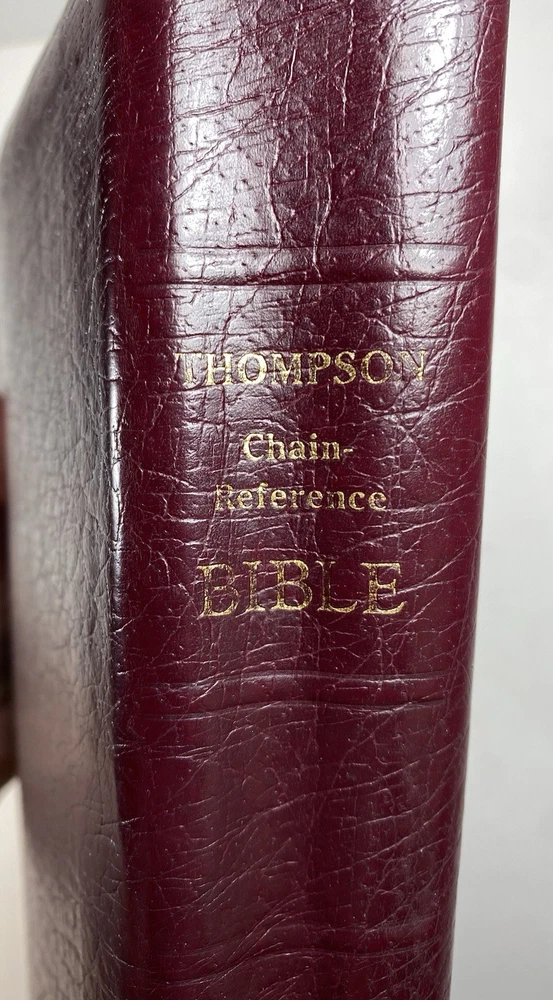 THOMPSON
Chain-
Reference
BIBLE